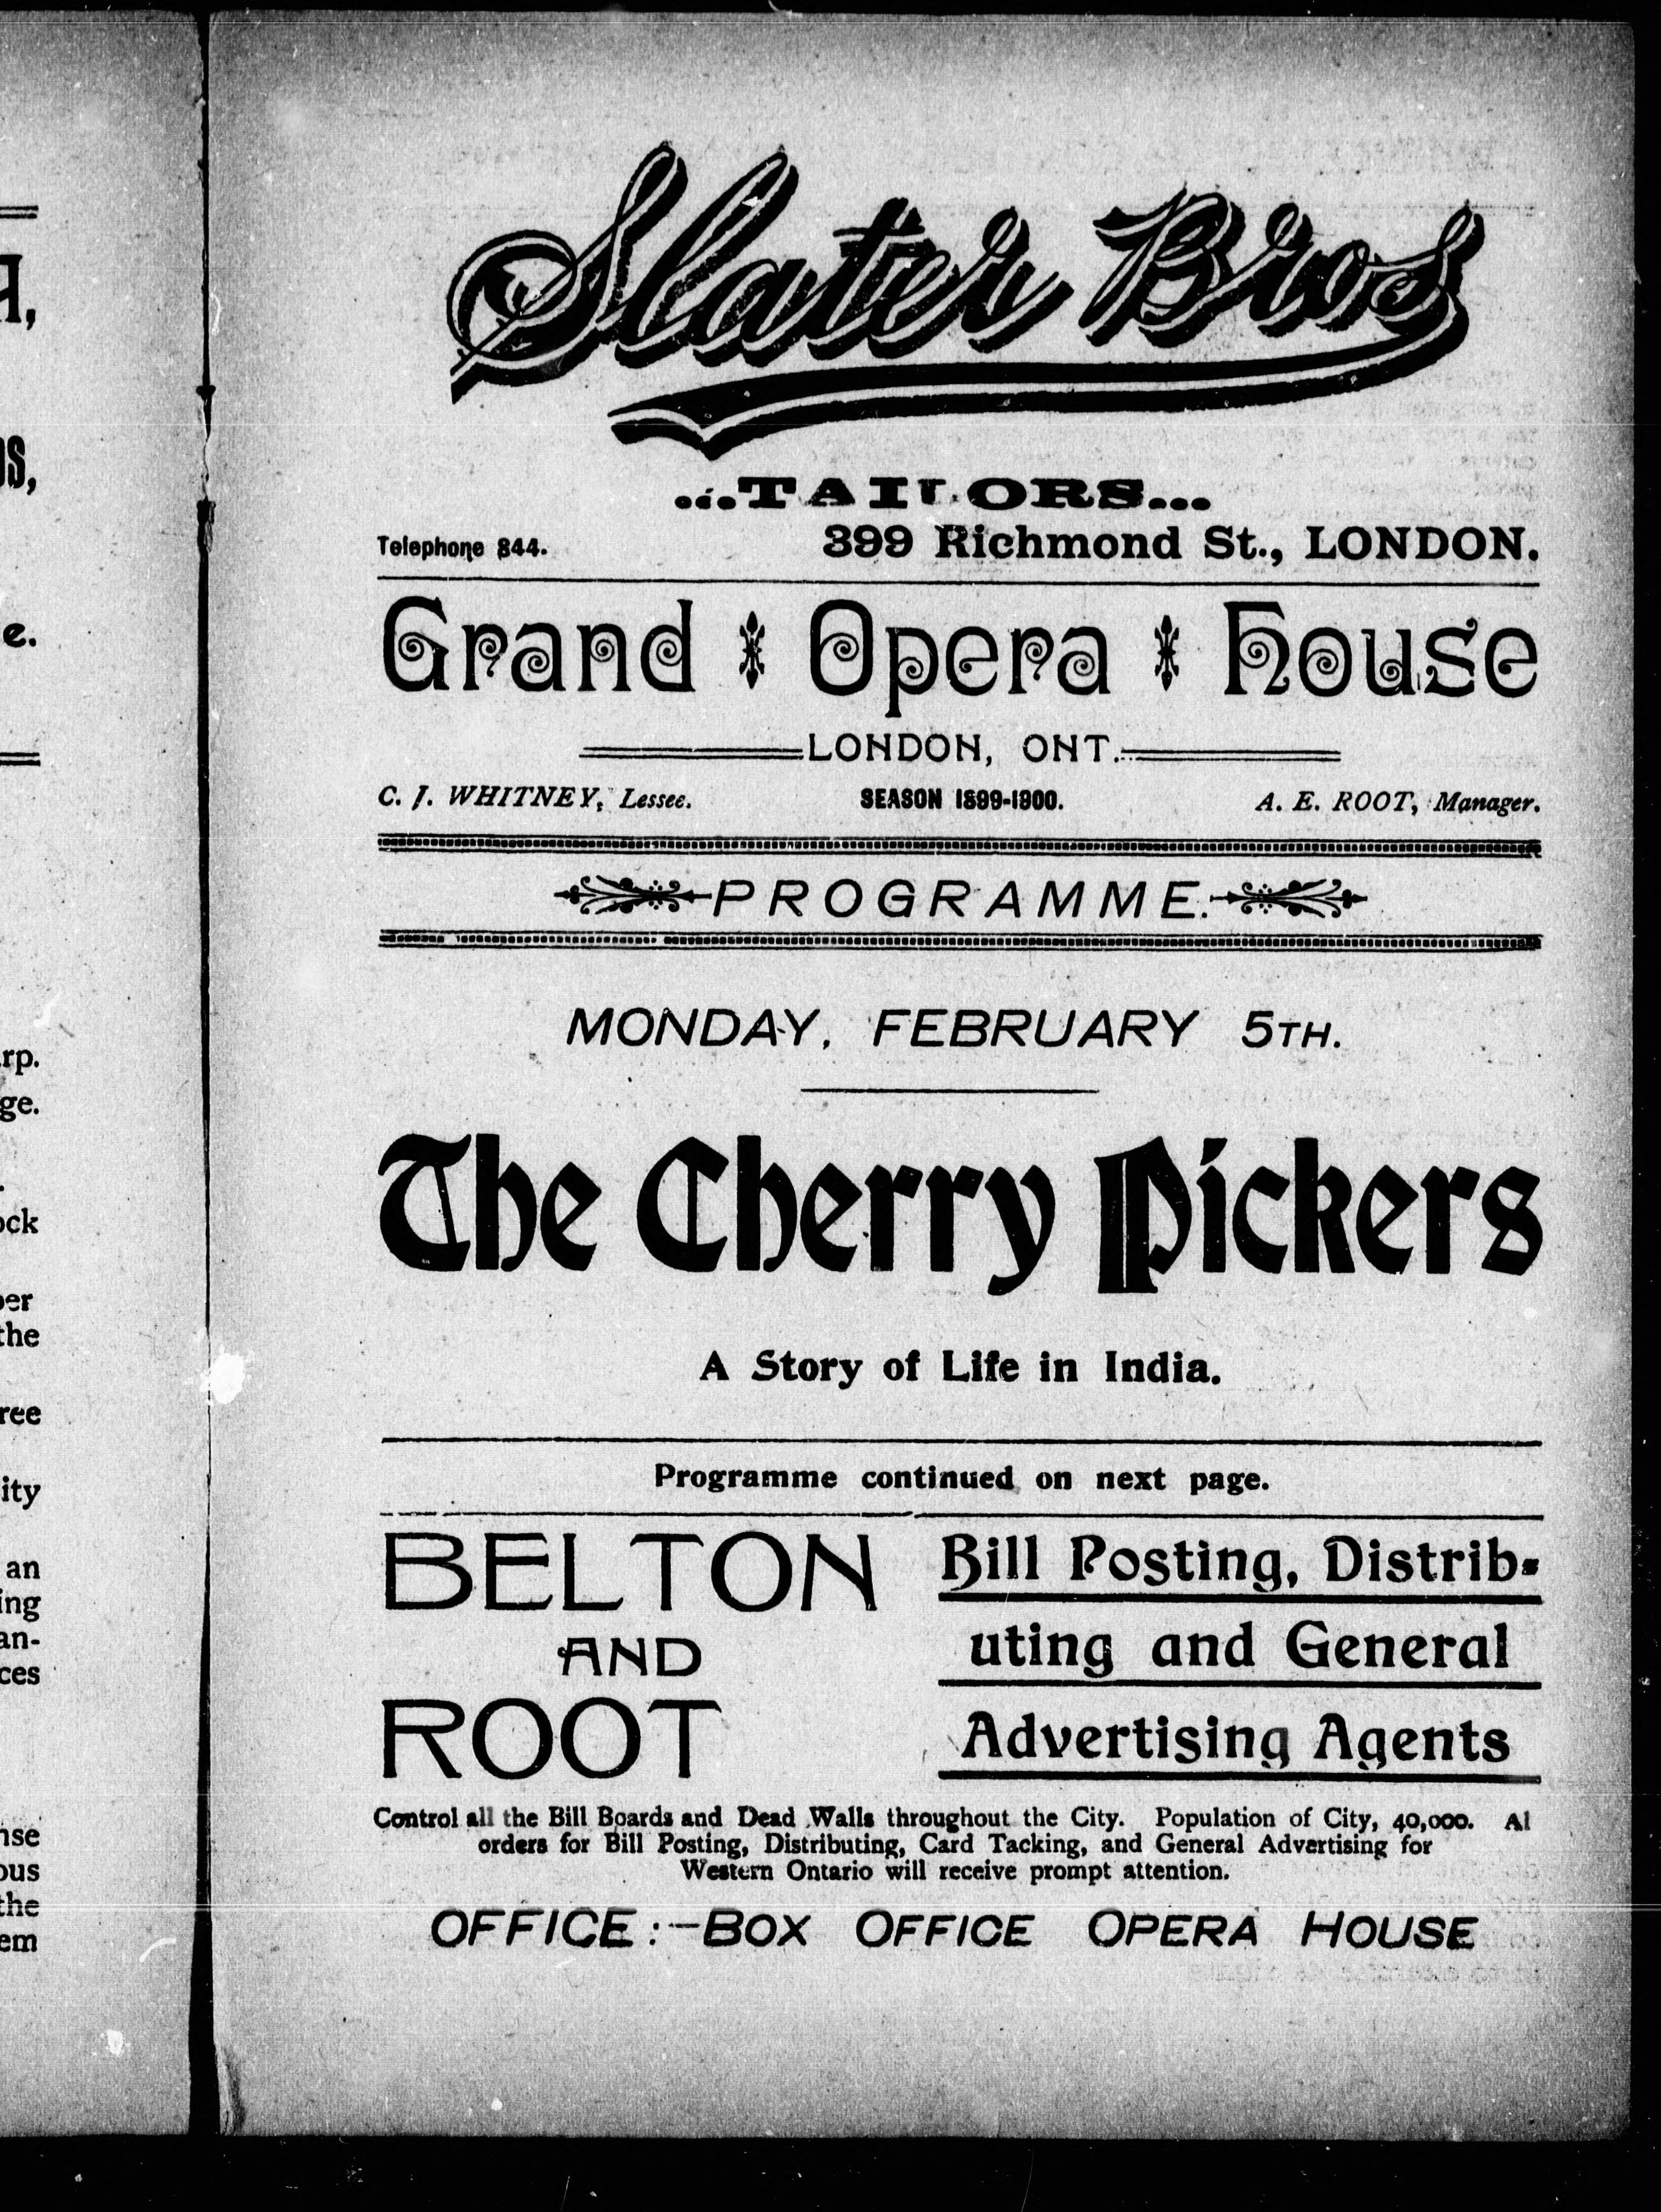 Slater Bros
...TAILORS...
Telephone 844. 399 Richmond St., LONDON.
Grand Opera House
LONDON, ONT.
C. J. WHITNEY, Lessee. SEASON 1899-1900. A. E. ROOT, Manager.
PROGRAMME.
MONDAY, FEBRUARY 5TH.
The Cherry Pickers
A Story of Life in India.
Programme continued on next page.
BELTON
AND
ROOT
Bill Posting, Distrib-
uting and General
Advertising Agents
Control all the Bill Boards and Dead Walls throughout the City. Population of City, 40,000. Al
orders for Bill Posting, Distributing, Card Tacking, and General Advertising for
Western Ontario will receive prompt attention.
OFFICE:—BOX OFFICE OPERA HOUSE